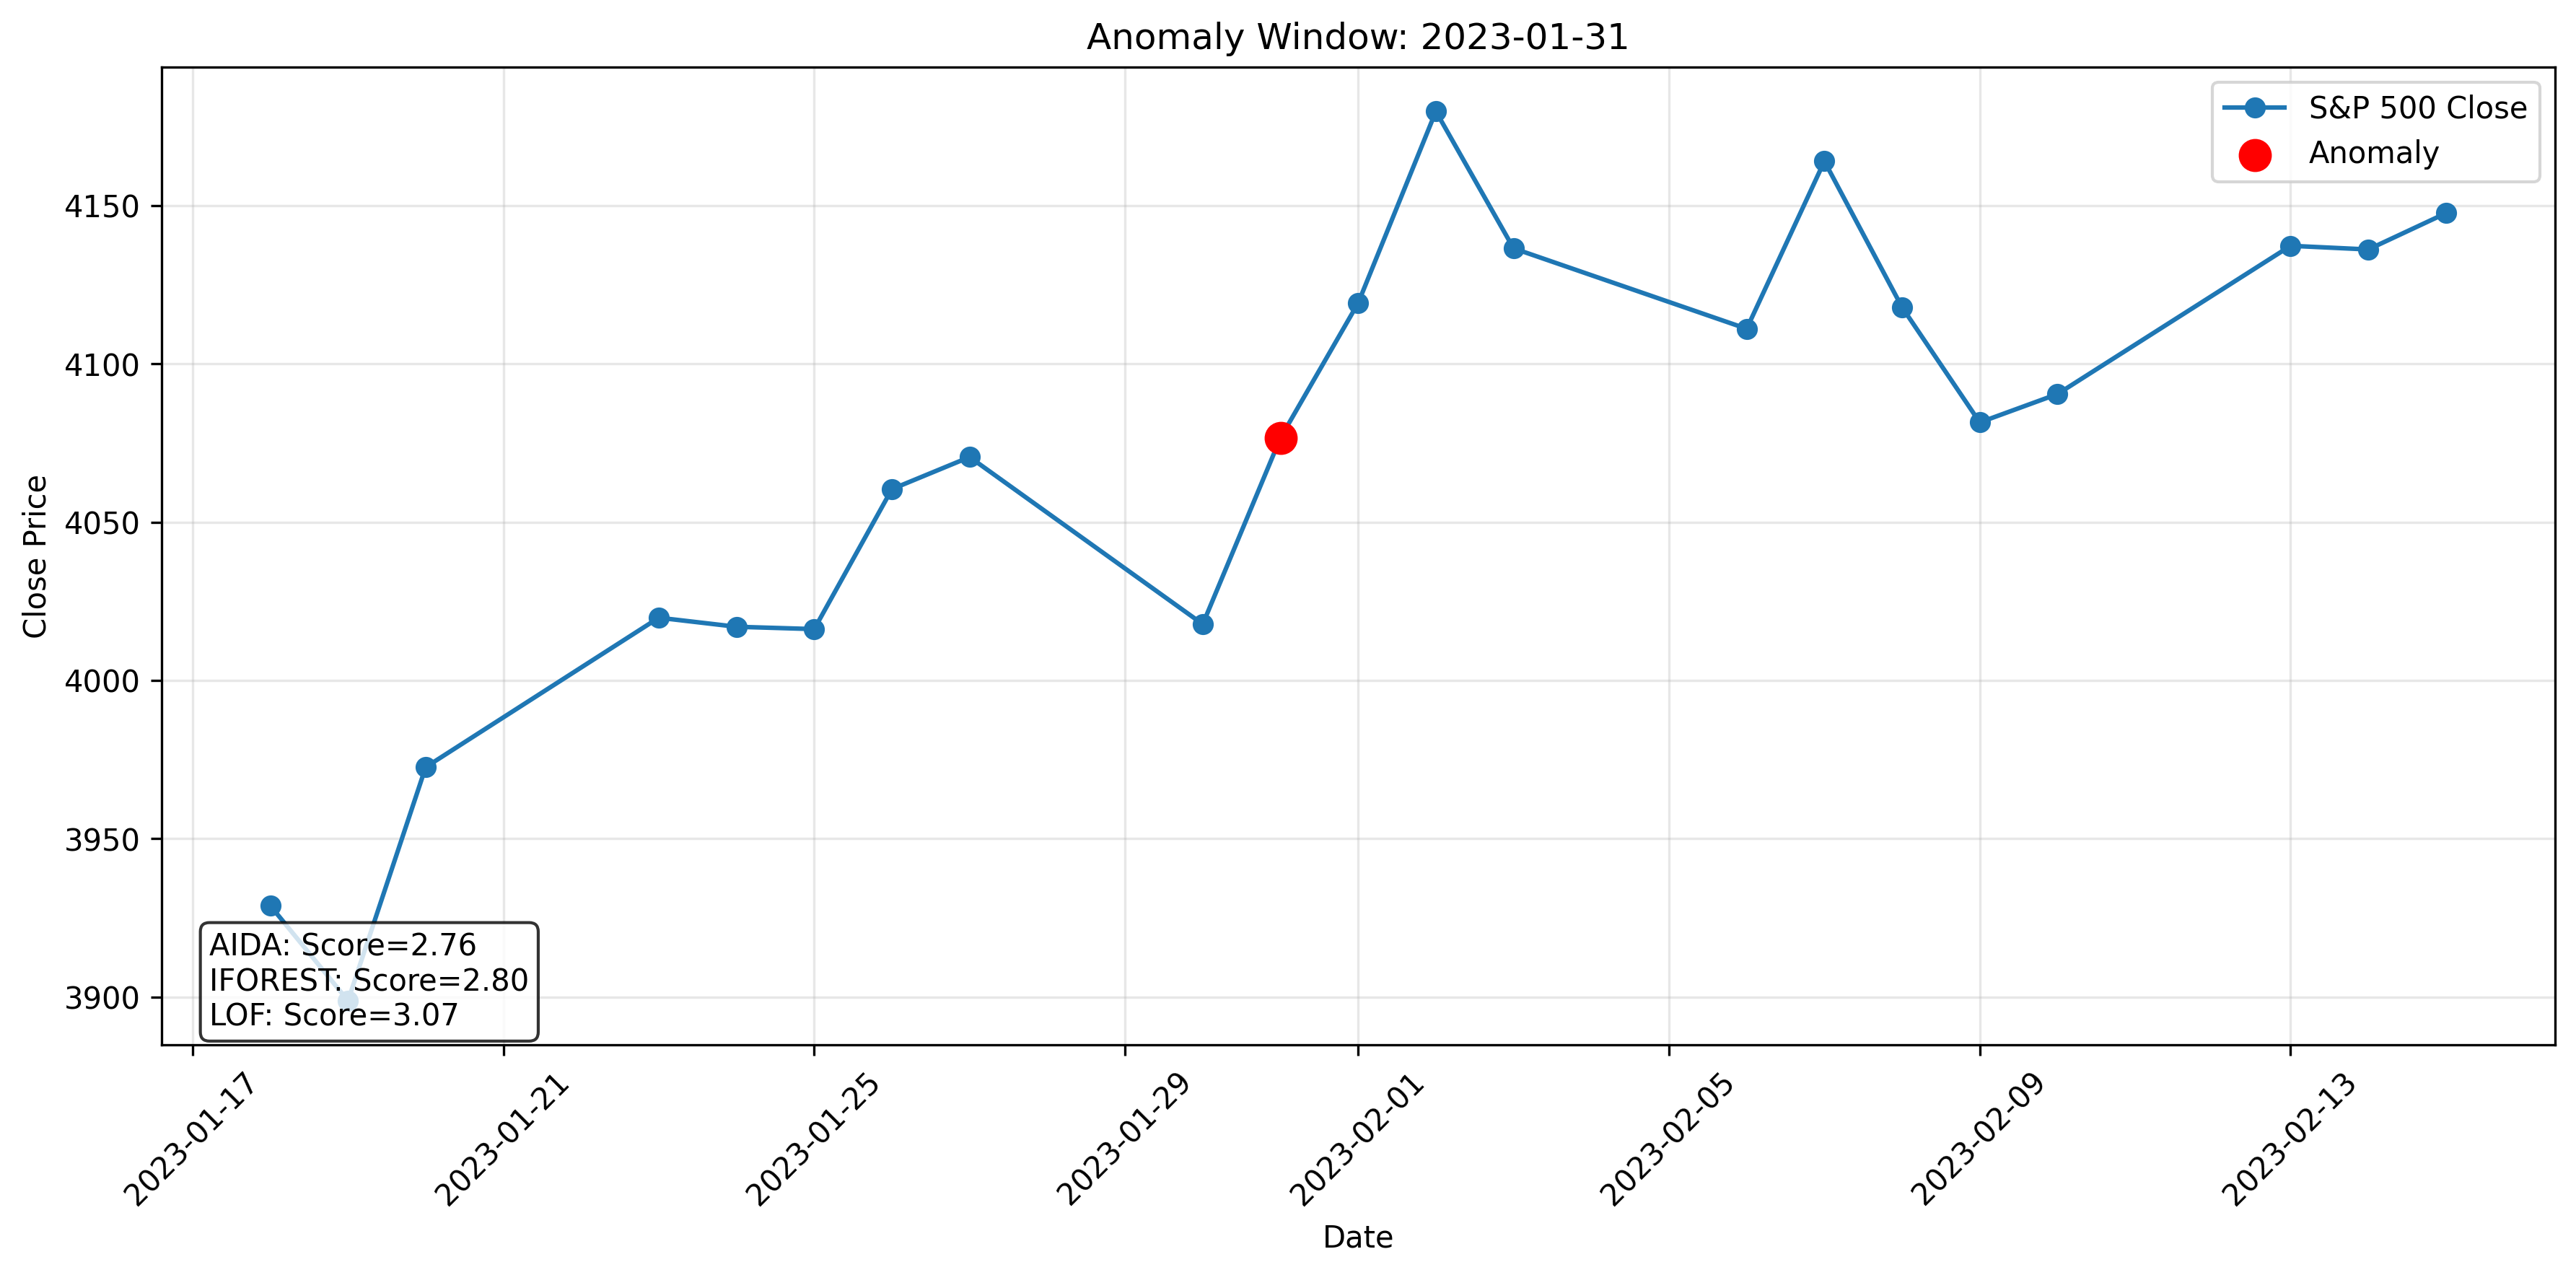 Anomaly Window: 2023-01-31
S&P 500 Close
Anomaly
Close Price
4150
4100
4050
4000
3950
3900
AIDA: Score=2.76
IFOREST: Score=2.80
LOF: Score=3.07
2023-01-17
2023-01-21
2023-01-25
2023-01-29
2023-02-01
2023-02-05
2023-02-09
2023-02-13
Date